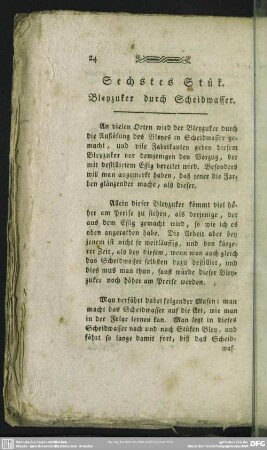 24
Sechstes Stük.
Bleyzuker durch Scheidwasser.
An vielen Orten wird der Bleyzuker durch
die Auflösung des Bleyes in Scheidwasser ge-
macht, und vile Fabrikanten geben diesem
Bleyzuker vor demjenigen den Vorzug, der
mit destillirtem Essig bereitet wird. Besonders
will man angemerkt haben, daß jener die Far-
ben glänzender mache, als dieser.
Allein dieser Bleyzuker kömmt viel hö-
her am Preise zu stehen, als derjenige, der
aus dem Essig gemacht wird, so wie ich es
oben angerathen habe. Die Arbeit aber bey
jenem ist nicht so weitläuffig, und von kürze-
rer Zeit, als bey diesem, wenn man auch gleich
das Scheidwasser selbsten dazu destillirt, und
dies mus man thun, sonst würde dieser Bley-
zuker noch höher am Preise werden.
Man verfährt dabei folgender Masen: man
macht das Scheidwasser auf die Art, wie man
in der Folge lernen kan. Man legt in dieses
Scheidwasser nach und nach Stüken Bley, und
fährt so lange damit fort, biß das Scheid-
was-